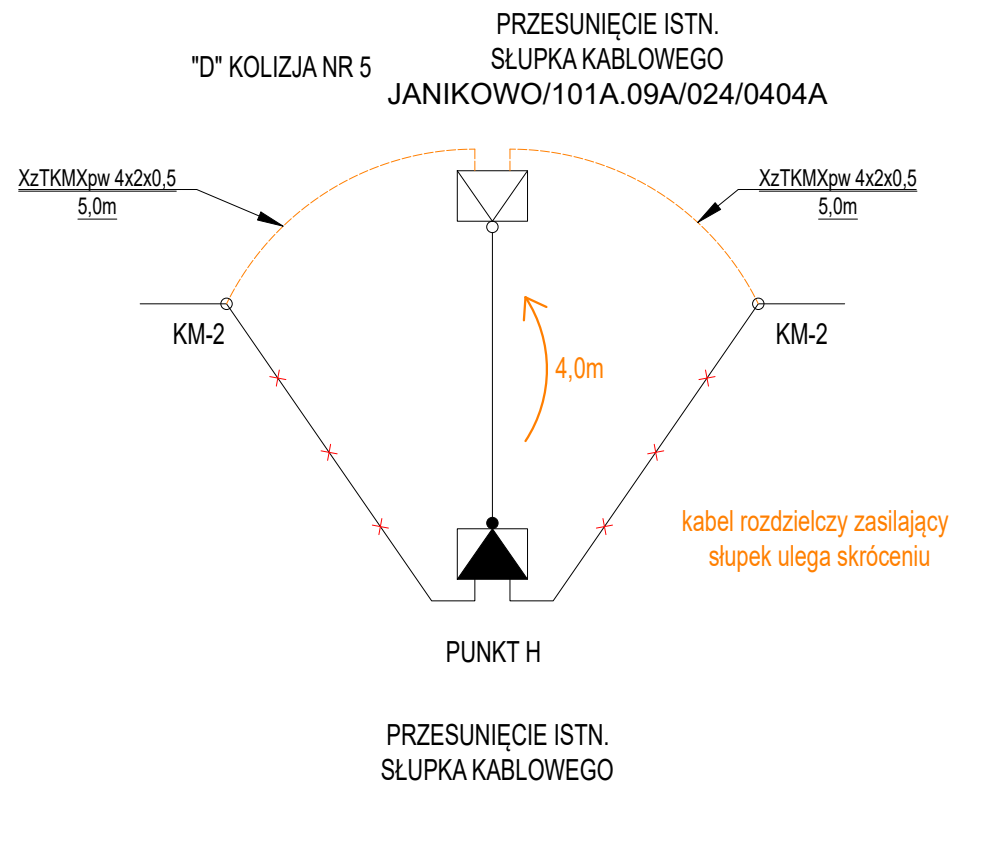 PRZESUNIĘCIE ISTN.
SŁUPKA KABLOWEGO
"D" KOLIZJA NR 5
JANIKOWO/101A.09A/024/0404A
XzTKMXpw 4x2x0,5
5,0m
XzTKMXpw 4x2x0,5
5,0m
KM-2
KM-2
4,0m
kabel rozdzielczy zasilający
słupek ulega skróceniu
PUNKT H
PRZESUNIĘCIE ISTN.
SŁUPKA KABLOWEGO